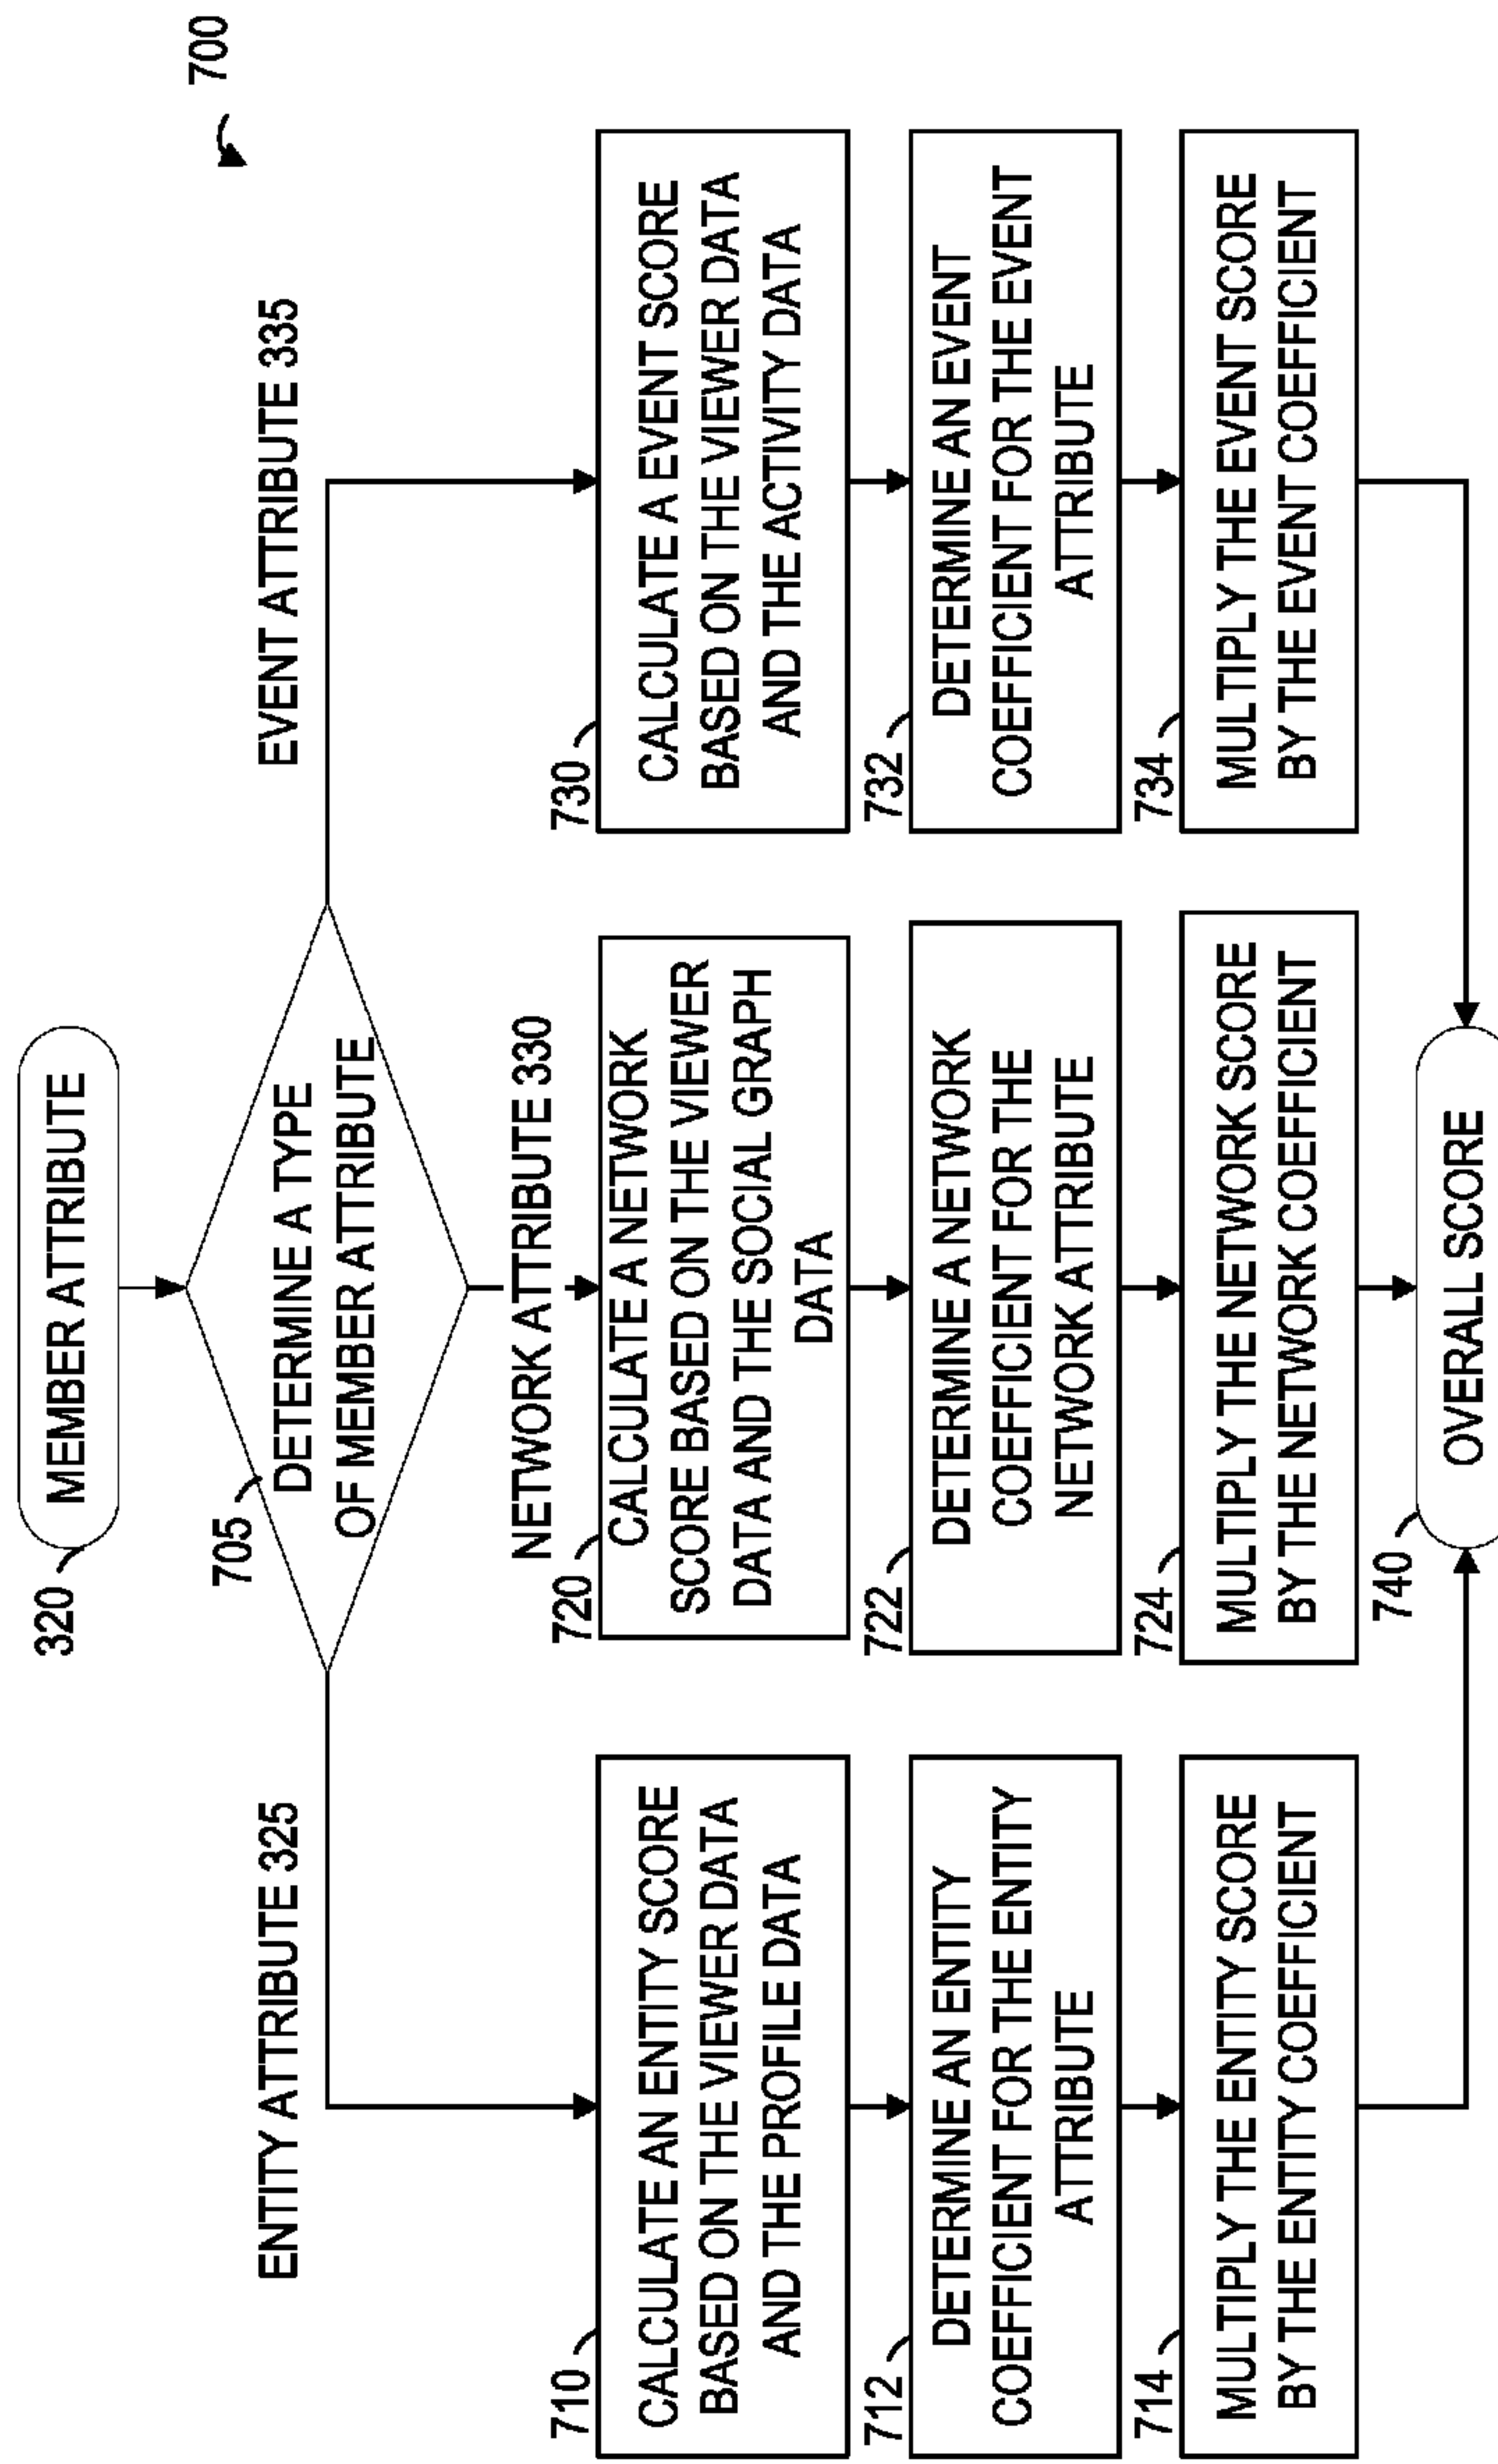 700
MEMBER ATTRIBUTE
320
705
DETERMINE A TYPE
OF MEMBER ATTRIBUTE
ENTITY ATTRIBUTE 325
NETWORK ATTRIBUTE 330
EVENT ATTRIBUTE 335
710
CALCULATE AN ENTITY SCORE
BASED ON THE VIEWER DATA
AND THE PROFILE DATA
712
DETERMINE AN ENTITY
COEFFICIENT FOR THE ENTITY
ATTRIBUTE
714
MULTIPLY THE ENTITY SCORE
BY THE ENTITY COEFFICIENT
720
CALCULATE A NETWORK
SCORE BASED ON THE VIEWER
DATA AND THE SOCIAL GRAPH
DATA
722
DETERMINE A NETWORK
COEFFICIENT FOR THE
NETWORK ATTRIBUTE
724
MULTIPLY THE NETWORK SCORE
BY THE NETWORK COEFFICIENT
730
CALCULATE A EVENT SCORE
BASED ON THE VIEWER DATA
AND THE ACTIVITY DATA
732
DETERMINE AN EVENT
COEFFICIENT FOR THE EVENT
ATTRIBUTE
734
MULTIPLY THE EVENT SCORE
BY THE EVENT COEFFICIENT
740
OVERALL SCORE